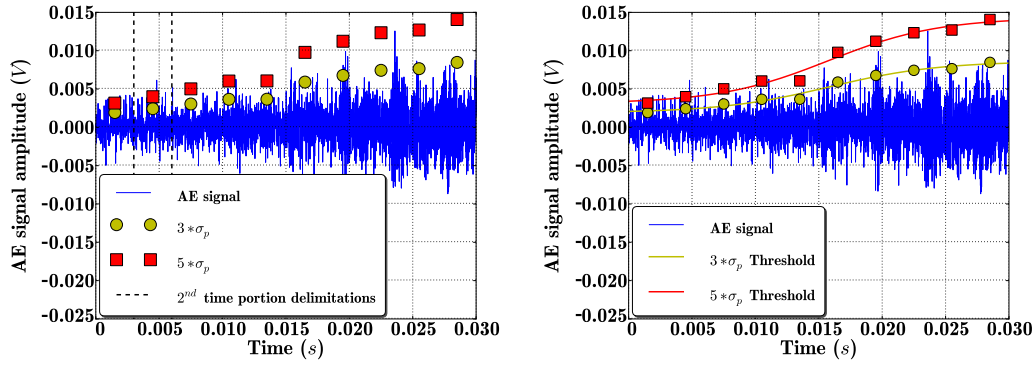 AE signal amplitude (V)
0.015
0.010
0.005
0.000
-0.005
-0.010
-0.015
-0.020
-0.025
AE signal
3 * σp
5 * σp
2nd time portion delimitations
0 0.005 0.010 0.015 0.020 0.025 0.030
Time (s)
AE signal amplitude (V)
0.015
0.010
0.005
0.000
-0.005
-0.010
-0.015
-0.020
-0.025
AE signal
3 * σp Threshold
5 * σp Threshold
0 0.005 0.010 0.015 0.020 0.025 0.030
Time (s)